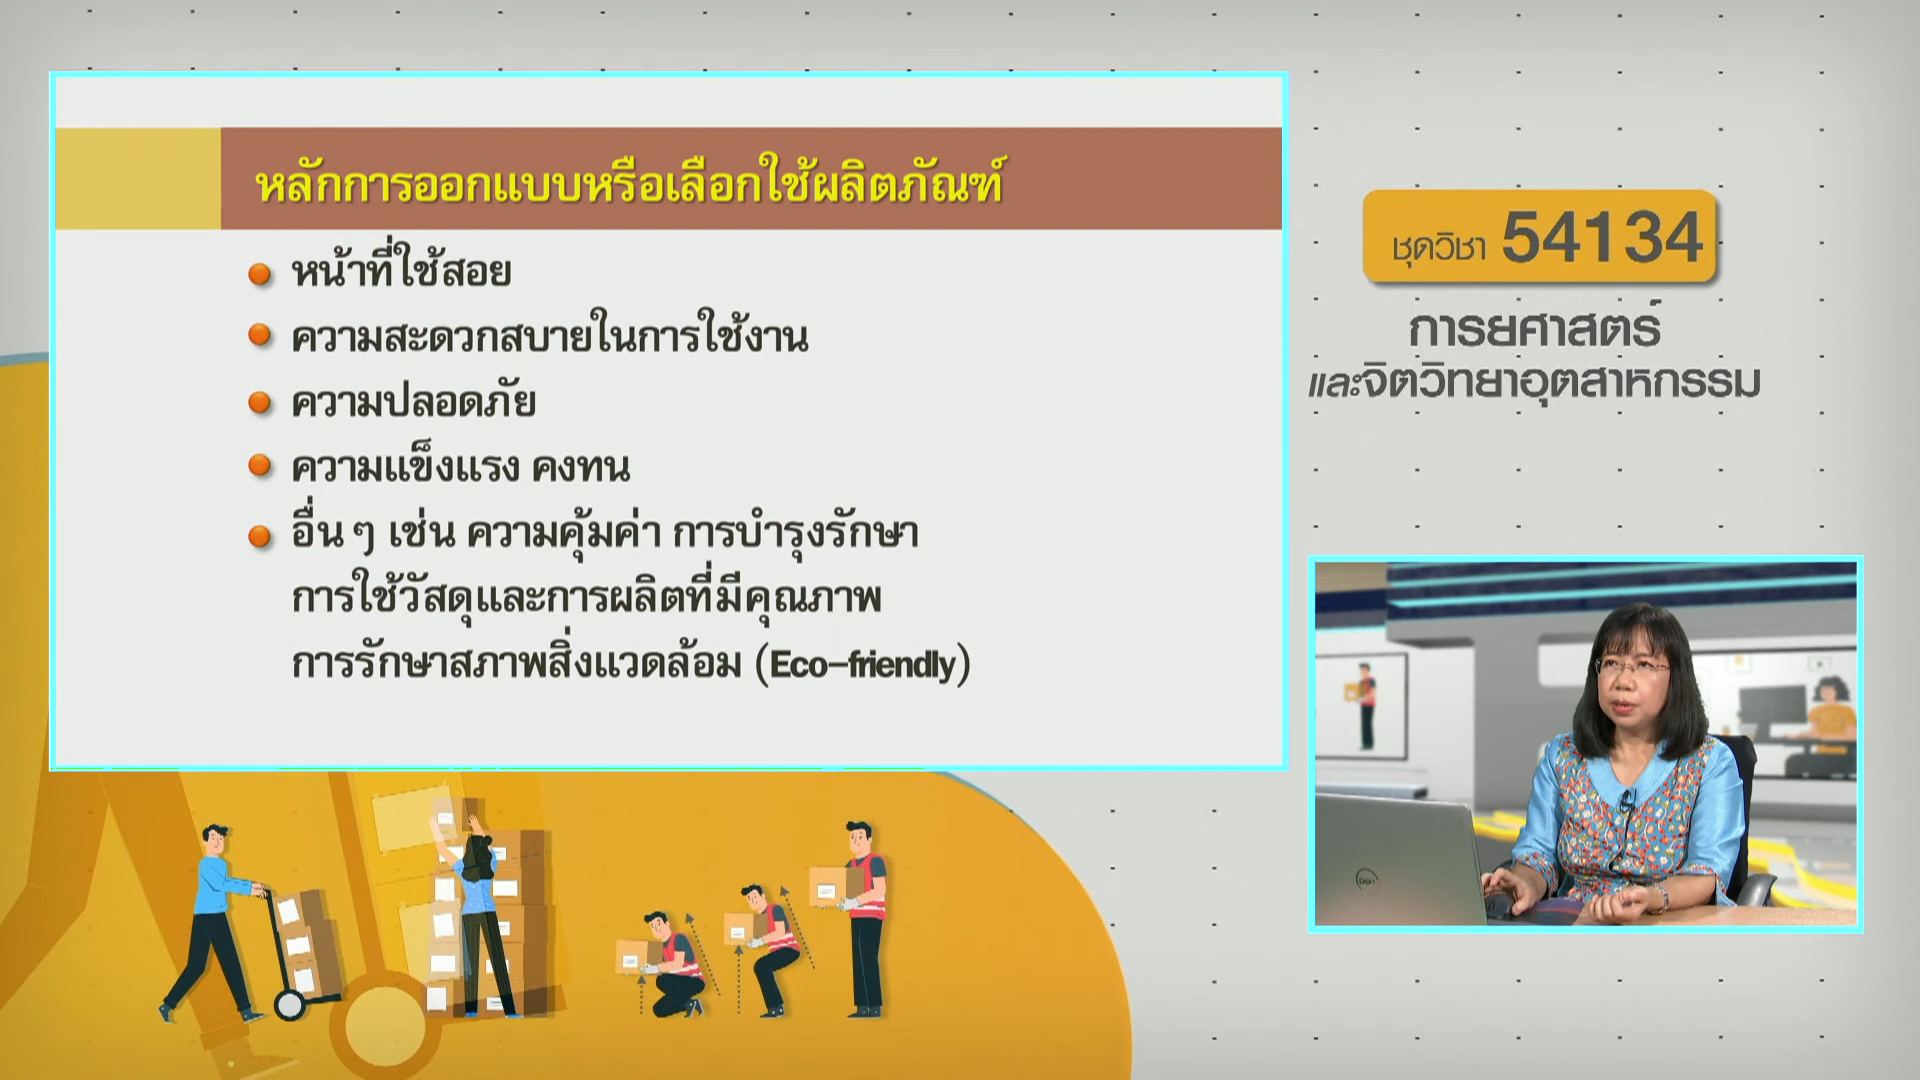 หลักการออกแบบหรือเลือกใช้ผลิตภัณฑ์
หน้าที่ใช้สอย
ความสะดวกสบายในการใช้งาน
ความปลอดภัย
ความแข็งแรง คงทน
อื่น ๆ เช่น ความคุ้มค่า การบำรุงรักษา
การใช้วัสดุและการผลิตที่มีคุณภาพ
การรักษาสภาพสิ่งแวดล้อม (Eco-friendly)
ชุดวิชา 54134
การยศาสตร์
และจิตวิทยาอุตสาหกรรม